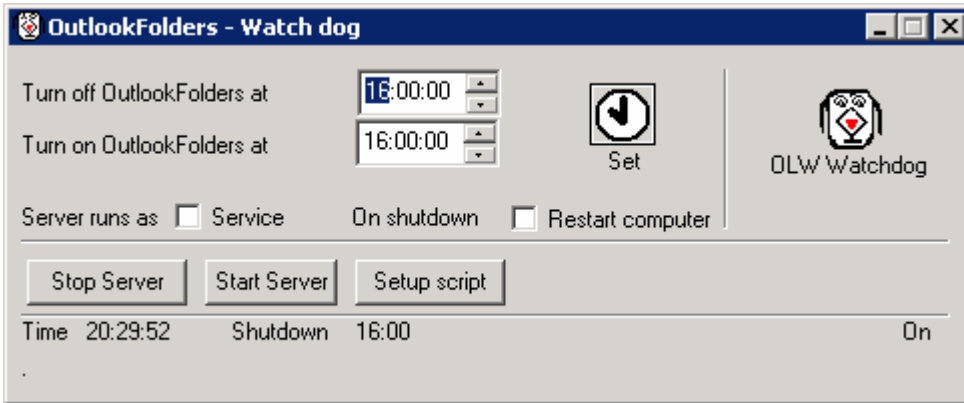 OutlookFolders - Watch dog
Turn off OutlookFolders at 16:00:00
Turn on OutlookFolders at 16:00:00
Set
OLW Watchdog
Server runs as Service On shutdown Restart computer
Stop Server Start Server Setup script
Time 20:29:52 Shutdown 16:00 On
.